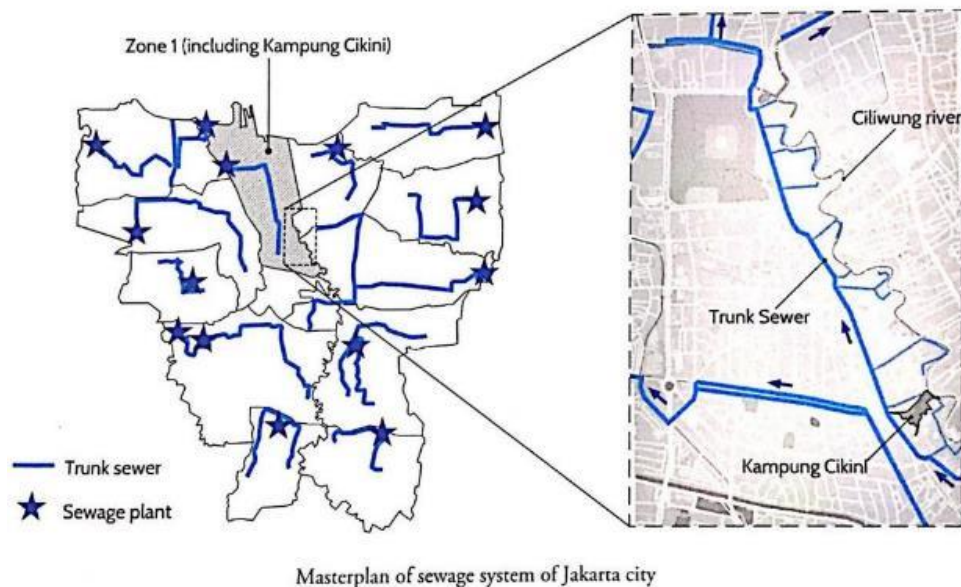 Zone 1 (including Kampung Cikini)
Ciliwung river
Trunk Sewer
Kampung Cikini
Trunk sewer
Sewage plant
Masterplan of sewage system of Jakarta city